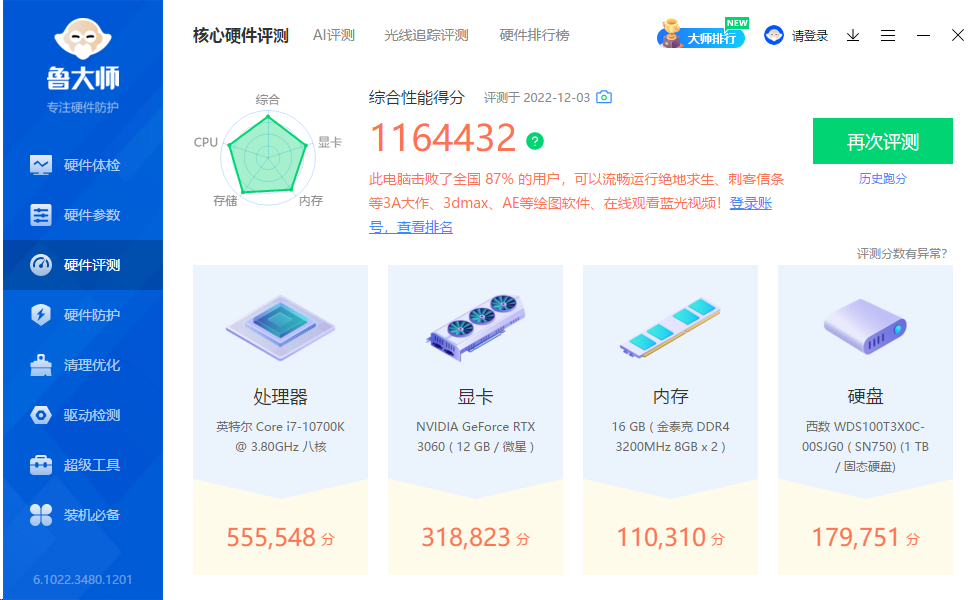 鲁大师
专注硬件防护
硬件体检
硬件参数
硬件评测
硬件防护
清理优化
驱动检测
超级工具
装机必备
6.1022.3480.1201
核心硬件评测 AI评测 光线追踪评测 硬件排行榜
大师排行 NEW
请登录
综合
CPU
显卡
存储
内存
综合性能得分 评测于 2022-12-03
1164432 ?
此电脑击败了全国 87% 的用户，可以流畅运行绝地求生、刺客信条
等3A大作、3dmax、AE等绘图软件、在线观看蓝光视频！登录账
号，查看排名
再次评测
历史跑分
评测分数有异常?
处理器
英特尔 Core i7-10700K
@ 3.80GHz 八核
555,548 分
显卡
NVIDIA GeForce RTX
3060 ( 12 GB / 微星 )
318,823 分
内存
16 GB ( 金泰克 DDR4
3200MHz 8GB x 2 )
110,310 分
硬盘
西数 WDS100T3X0C-
00SJG0 ( SN750) (1 TB
/ 固态硬盘)
179,751 分